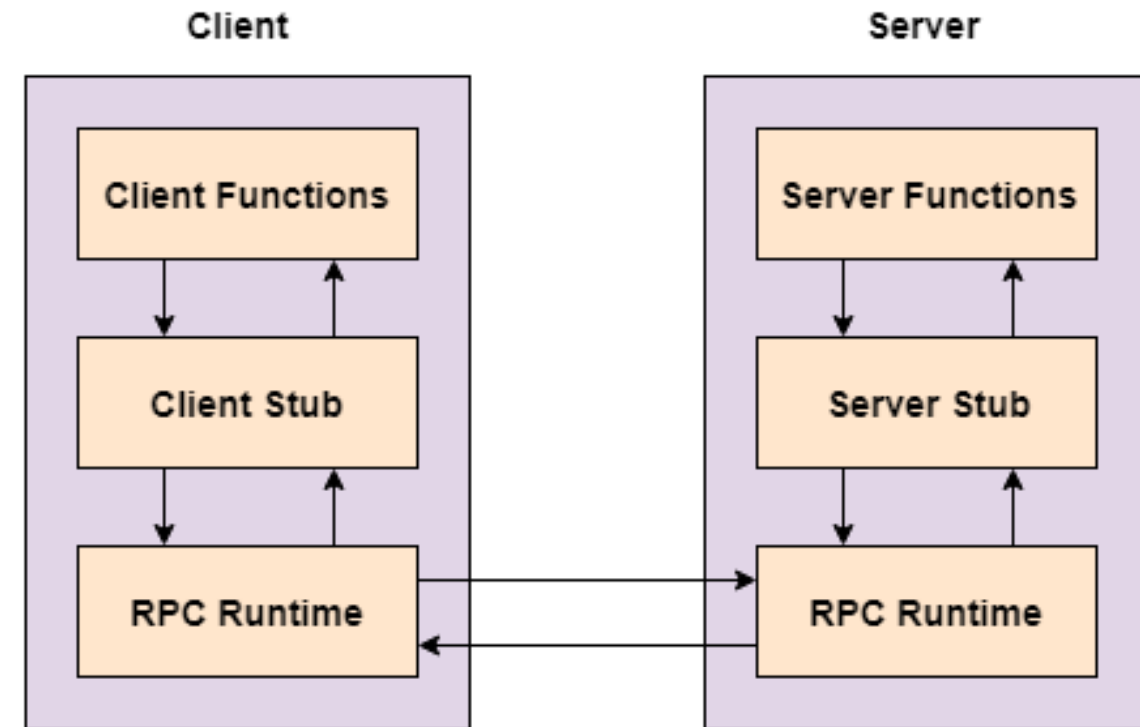 Client
Server
Client Functions
Server Functions
Client Stub
Server Stub
RPC Runtime
RPC Runtime